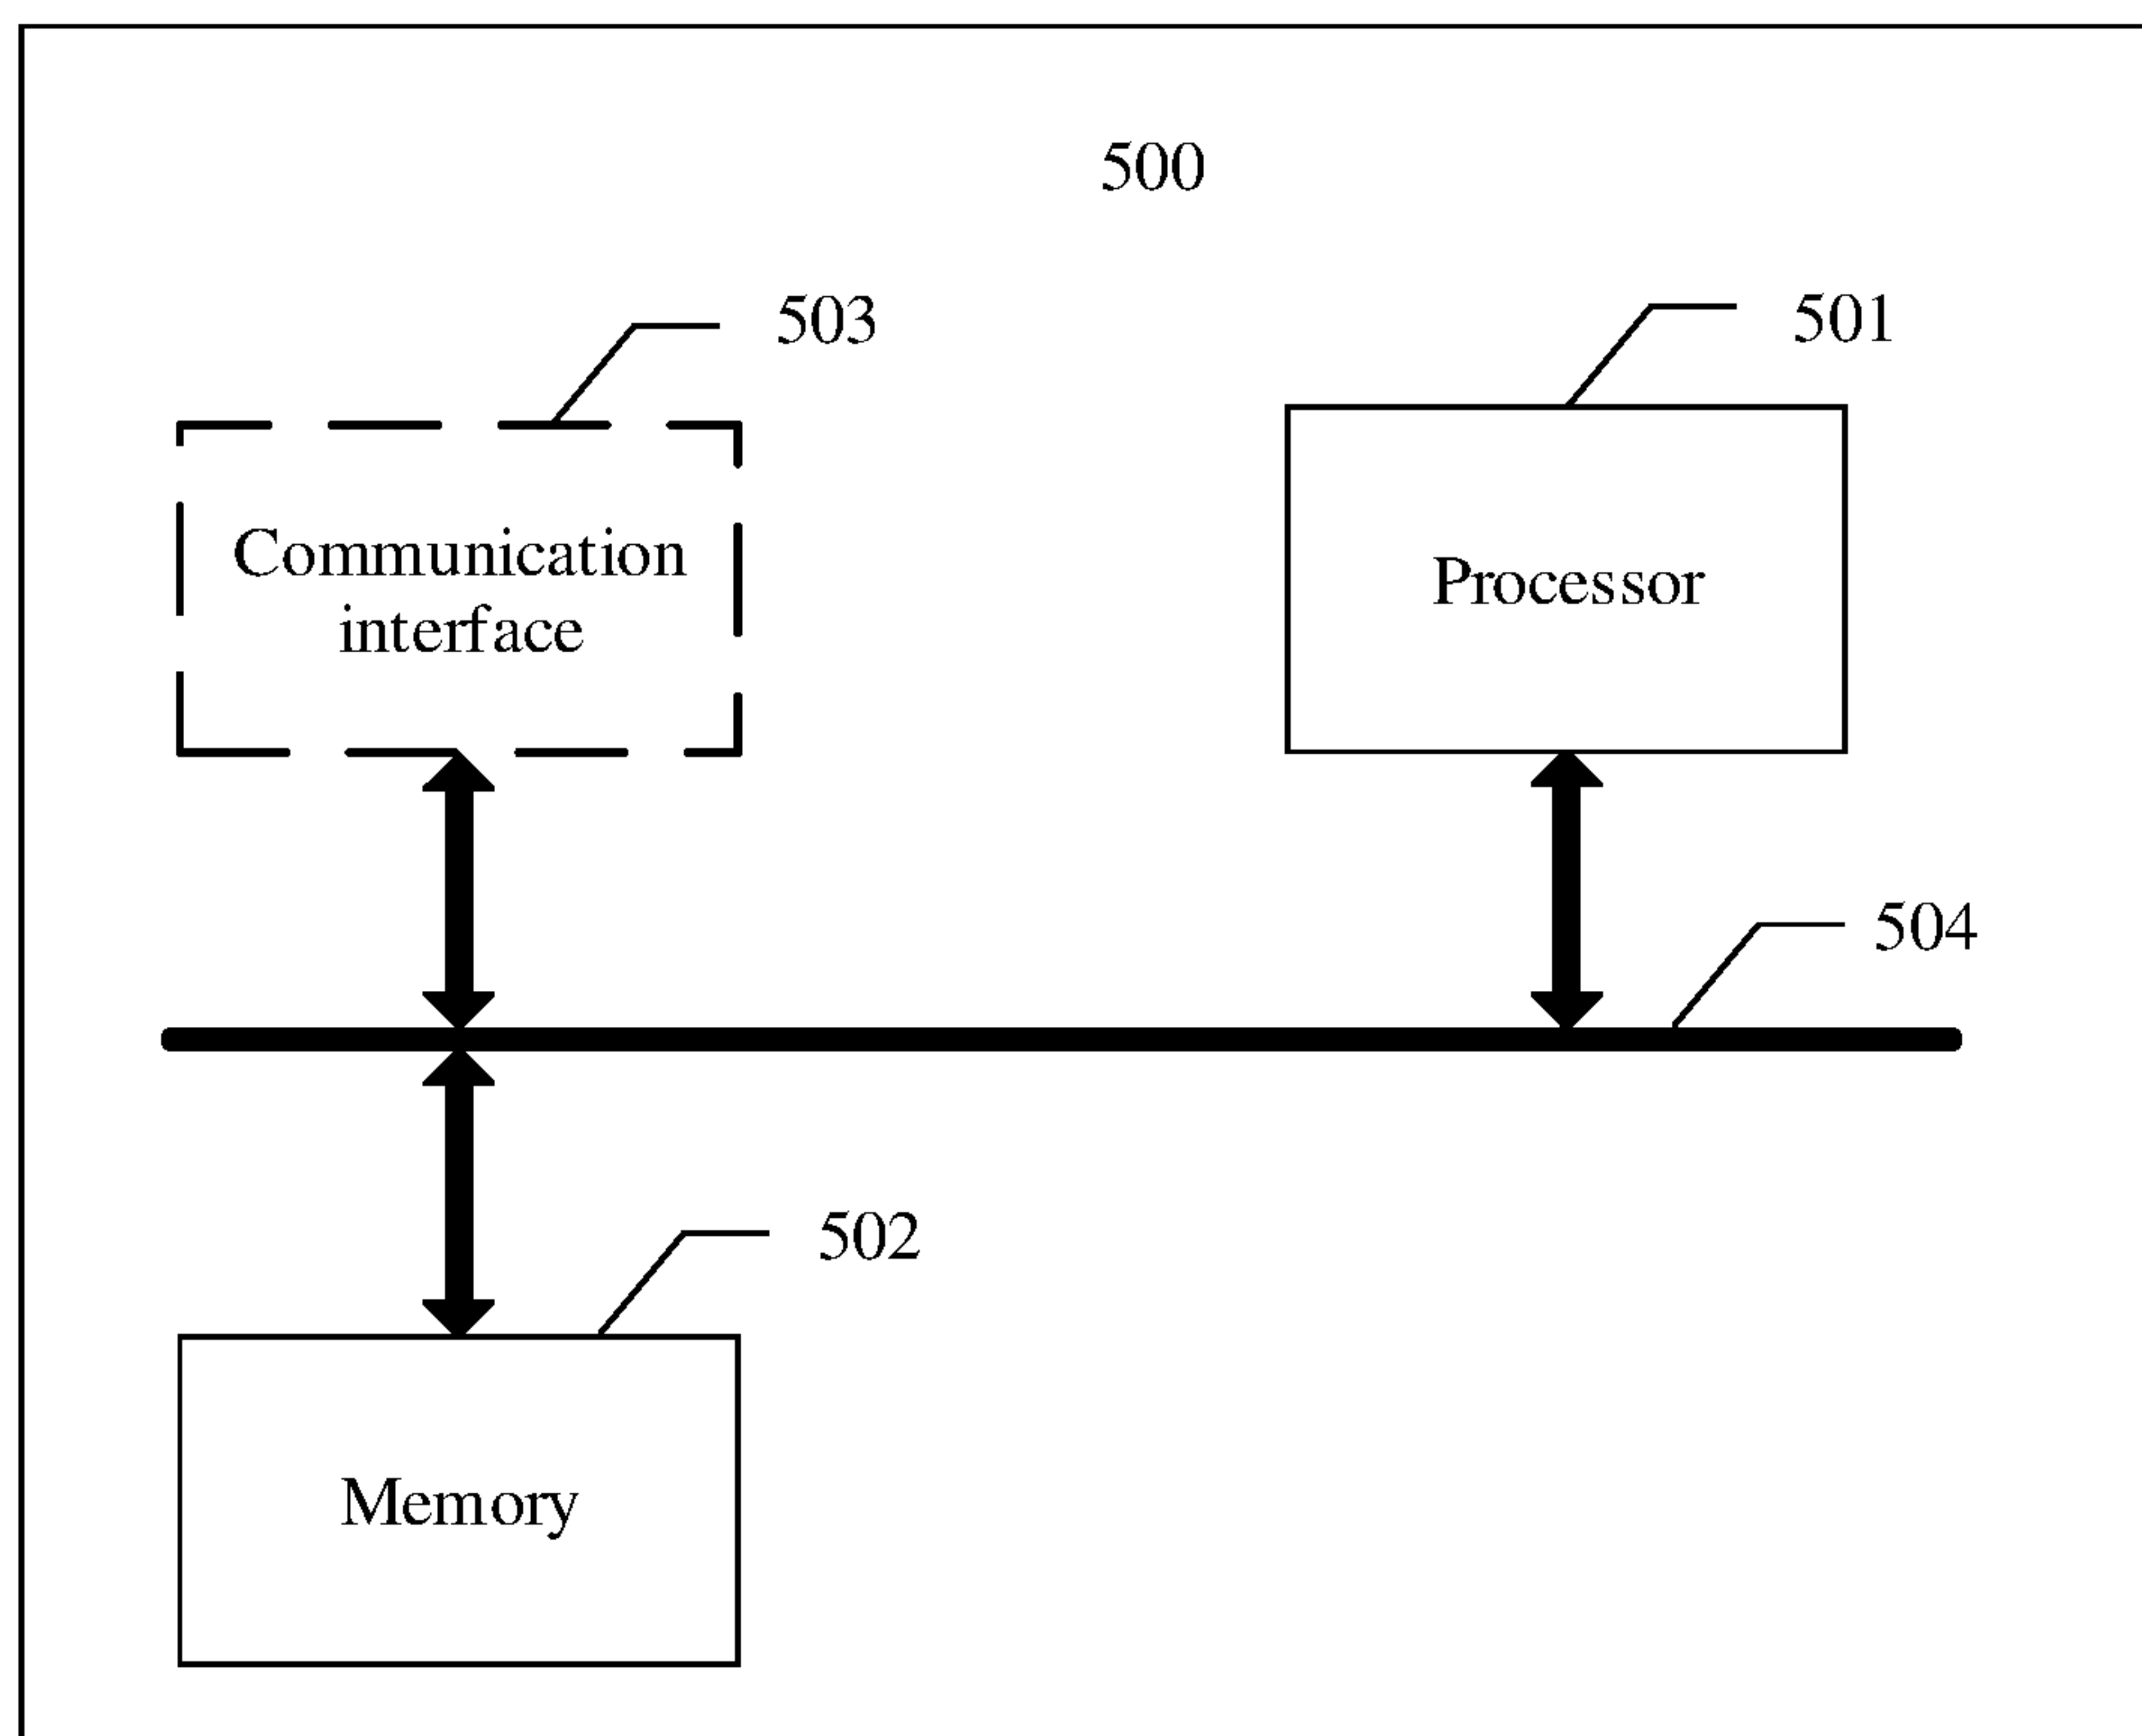 500
503
501
Communication
interface
Processor
504
502
Memory